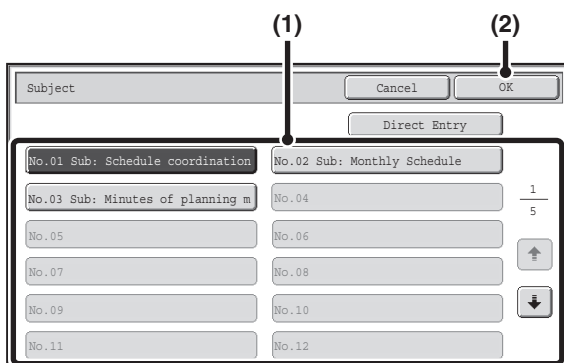 (1) (2)
Subject Cancel OK
Direct Entry
No.01 Sub: Schedule coordination No.02 Sub: Monthly Schedule
No.03 Sub: Minutes of planning m No.04
1
5
No.05 No.06
No.07 No.08
No.09 No.10
No.11 No.12